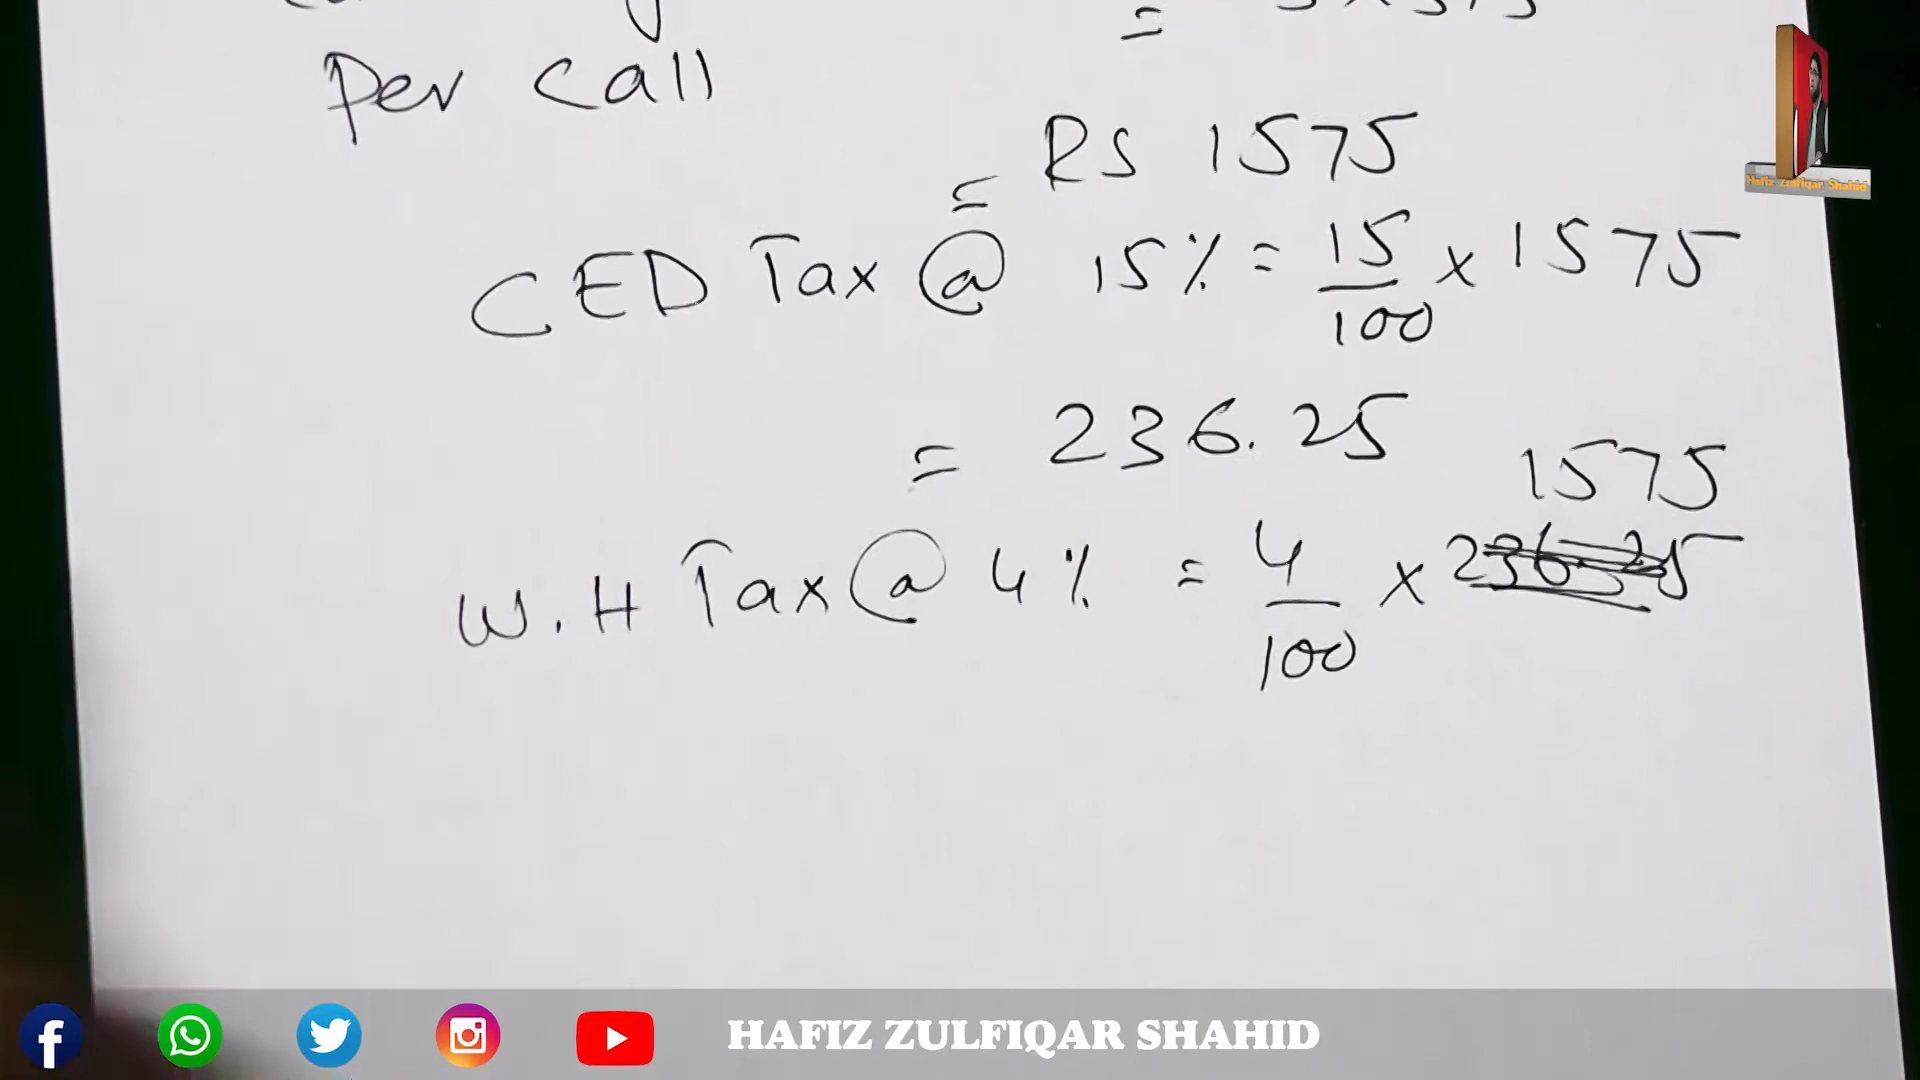 Per call
= RS 1575
CED Tax @ 15% = 15/100 x 1575
= 236.25
1575
W.H Tax @ 4% = 4/100 x 236.25
Hafiz Zulfiqar Shahid
HAFIZ ZULFIQAR SHAHID